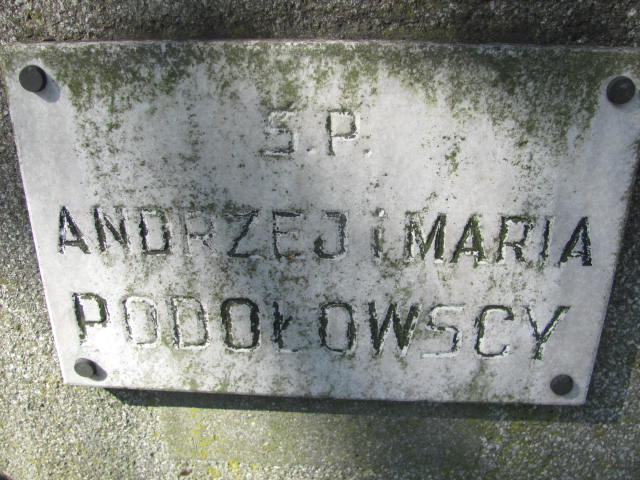 Ś.P.
ANDRZEJ i MARIA
PODOŁOWSCY